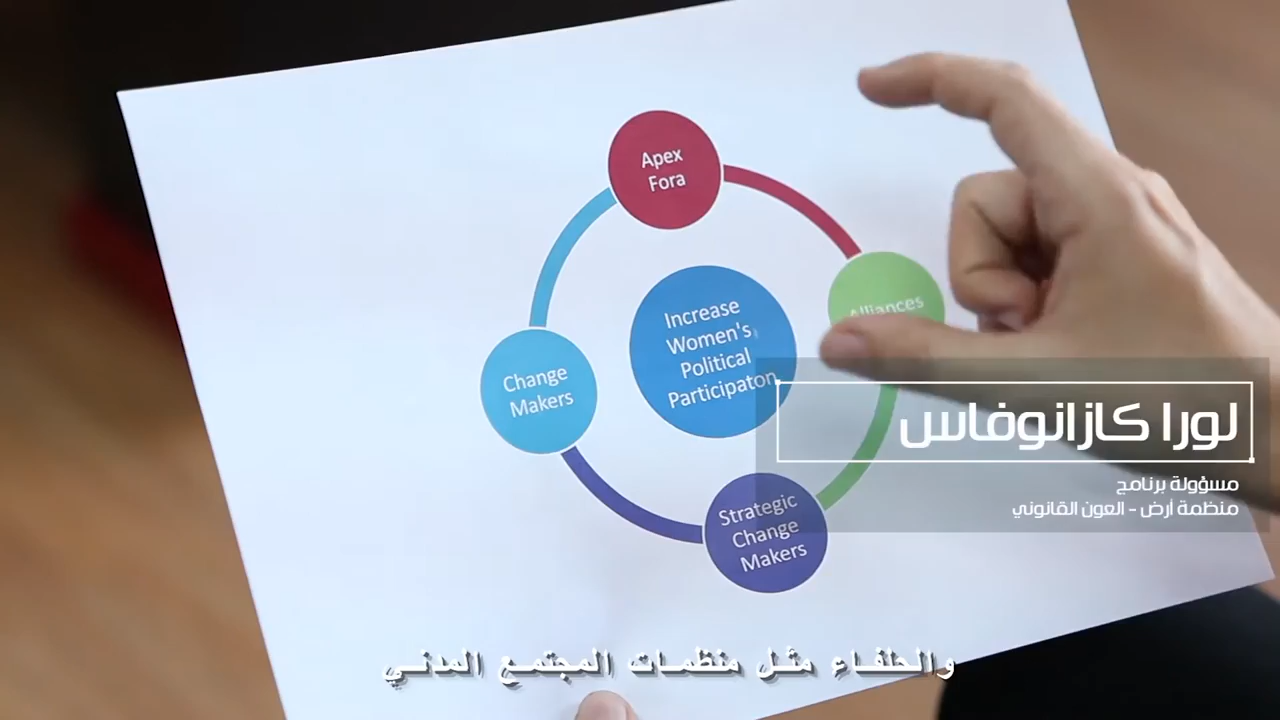 Apex
Fora
Alliances
Increase
Women's
Political
Participaton
Change
Makers
Strategic
Change
Makers
لورا كازانوفاس
مسؤولة برنامج
منظمة أرض - العون القانوني
والحلفاء مثل منظمات المجتمع المدني